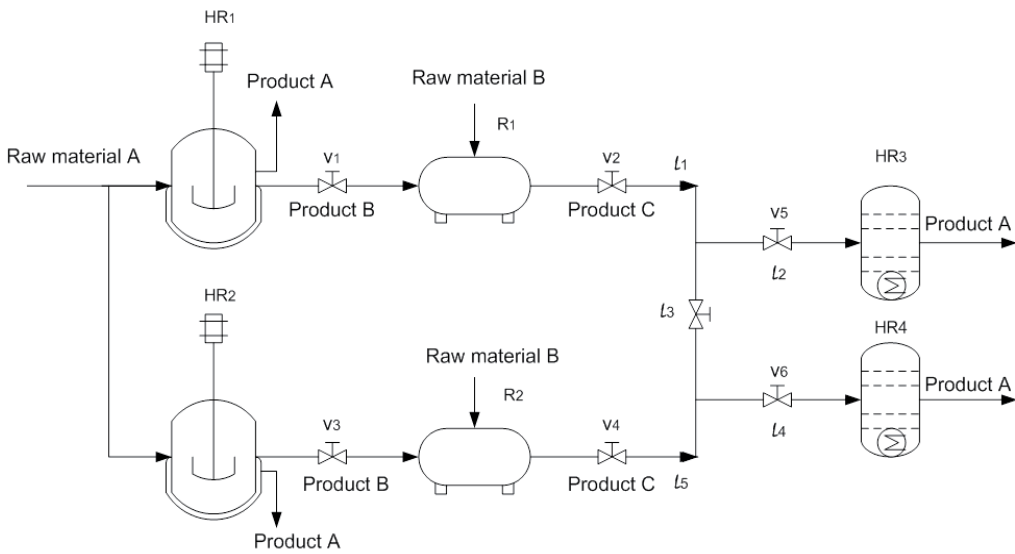 HR1
Product A
Raw material B
R1
Raw material A
V1
V2
l1
HR3
Product B
Product C
V5
Product A
l2
HR2
l3
HR4
Raw material B
V6
Product A
R2
V3
V4
l4
Product B
Product C
l5
Product A